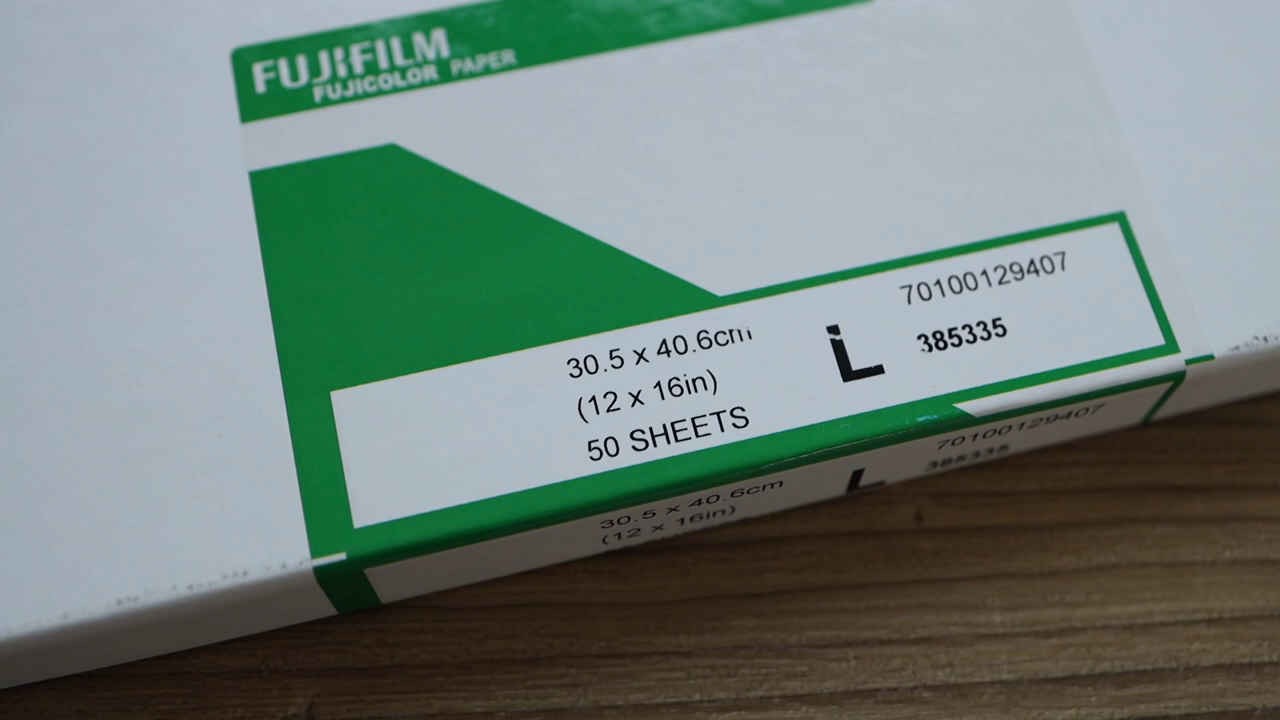 FUJIFILM
FUJICOLOR PAPER
30.5 x 40.6cm
(12 x 16in)
50 SHEETS
L
70100129407
385335
30.5 x 40.6cm
(12 x 16in)
L
70100129407
385335